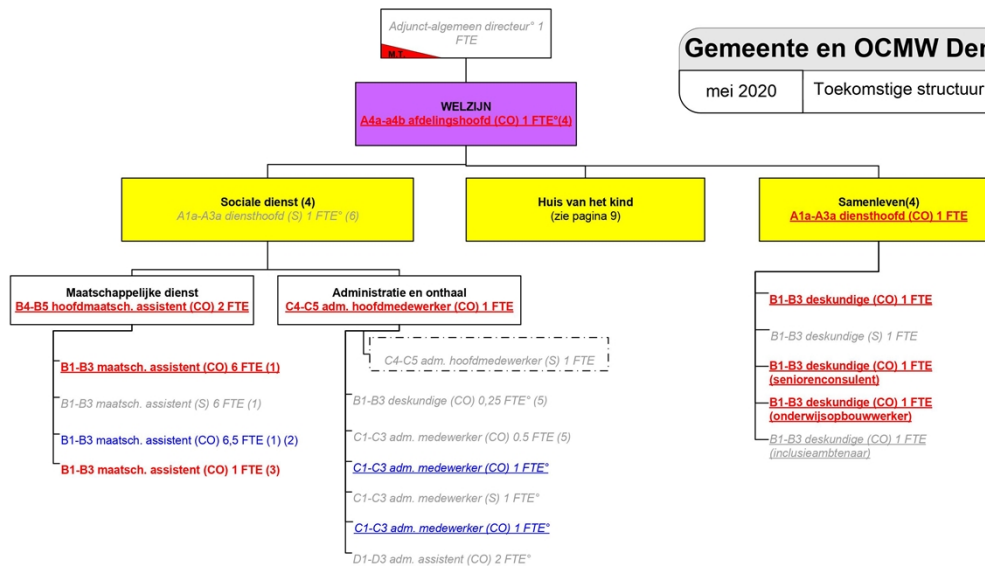 Adjunct-algemeen directeur° 1
FTE
M.T.
Gemeente en OCMW Der
mei 2020
Toekomstige structuur
WELZIJN
A4a-a4b afdelingshoofd (CO) 1 FTE°(4)
Sociale dienst (4)
A1a-A3a diensthoofd (S) 1 FTE° (6)
Huis van het kind
(zie pagina 9)
Samenleven(4)
A1a-A3a diensthoofd (CO) 1 FTE
Maatschappelijke dienst
B4-B5 hoofdmaatsch. assistent (CO) 2 FTE
B1-B3 maatsch. assistent (CO) 6 FTE (1)
B1-B3 maatsch. assistent (S) 6 FTE (1)
B1-B3 maatsch. assistent (CO) 6,5 FTE (1) (2)
B1-B3 maatsch. assistent (CO) 1 FTE (3)
Administratie en onthaal
C4-C5 adm. hoofdmedewerker (CO) 1 FTE
C4-C5 adm. hoofdmedewerker (S) 1 FTE
B1-B3 deskundige (CO) 0,25 FTE° (5)
C1-C3 adm. medewerker (CO) 0.5 FTE (5)
C1-C3 adm. medewerker (CO) 1 FTE°
C1-C3 adm. medewerker (S) 1 FTE°
C1-C3 adm. medewerker (CO) 1 FTE°
D1-D3 adm. assistent (CO) 2 FTE°
B1-B3 deskundige (CO) 1 FTE
B1-B3 deskundige (S) 1 FTE
B1-B3 deskundige (CO) 1 FTE
(seniorenconsulent)
B1-B3 deskundige (CO) 1 FTE
(onderwijsopbouwwerker)
B1-B3 deskundige (CO) 1 FTE
(inclusieambtenaar)